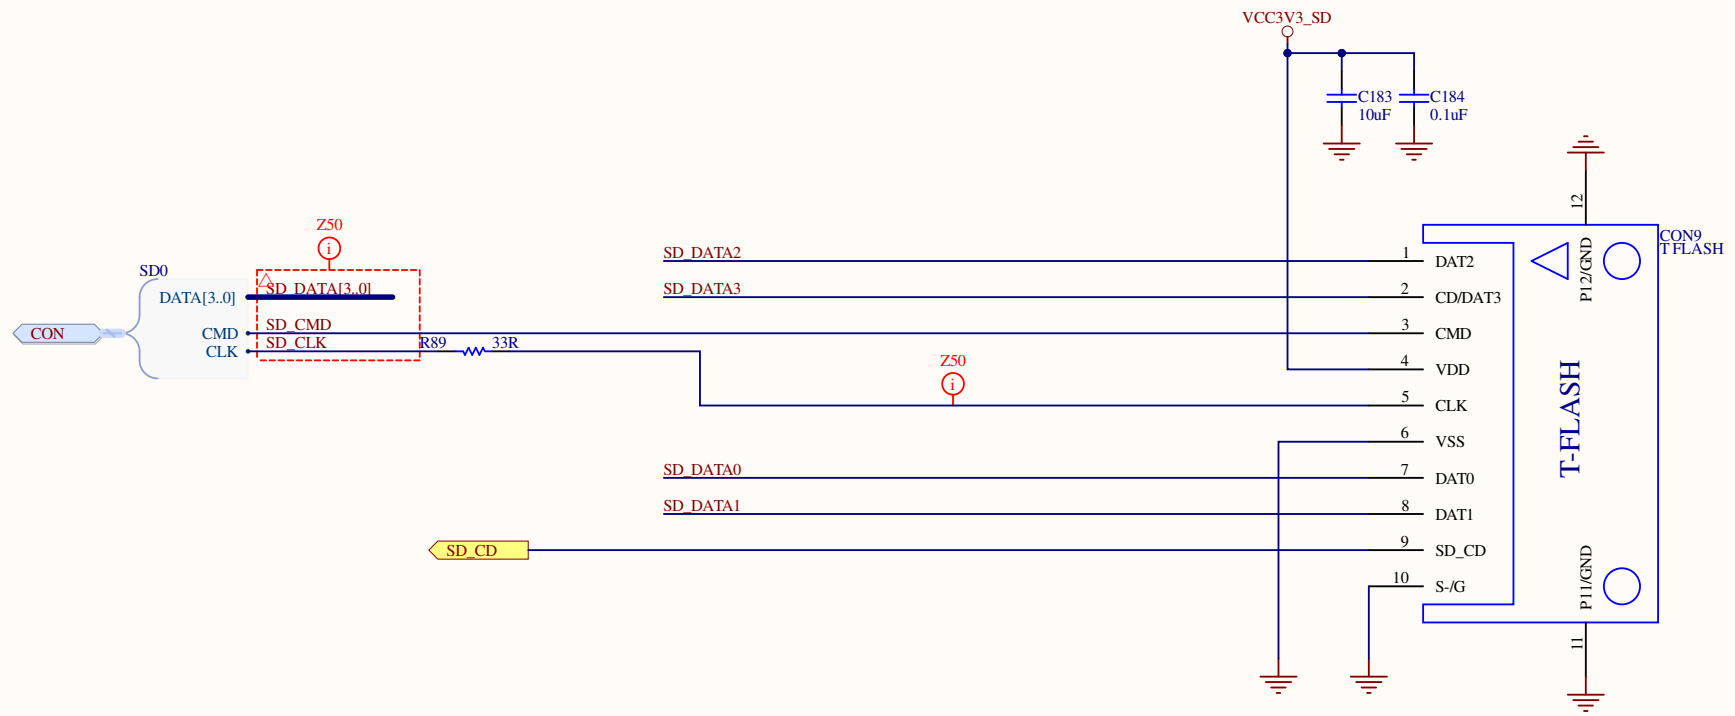 VCC3V3_SD
C183
10uF
C184
0.1uF
12
Z50
i
CON9
T FLASH
P12/GND
SD_DATA2
1
DAT2
SD0
DATA[3..0]
SD_DATA[3..0]
SD_DATA3
2
CD/DAT3
CON
CMD
SD_CMD
3
CMD
CLK
SD_CLK
R89
33R
Z50
i
4
VDD
5
CLK
T-FLASH
6
VSS
SD_DATA0
7
DAT0
SD_DATA1
8
DAT1
SD_CD
9
SD_CD
10
S-/G
P11/GND
11